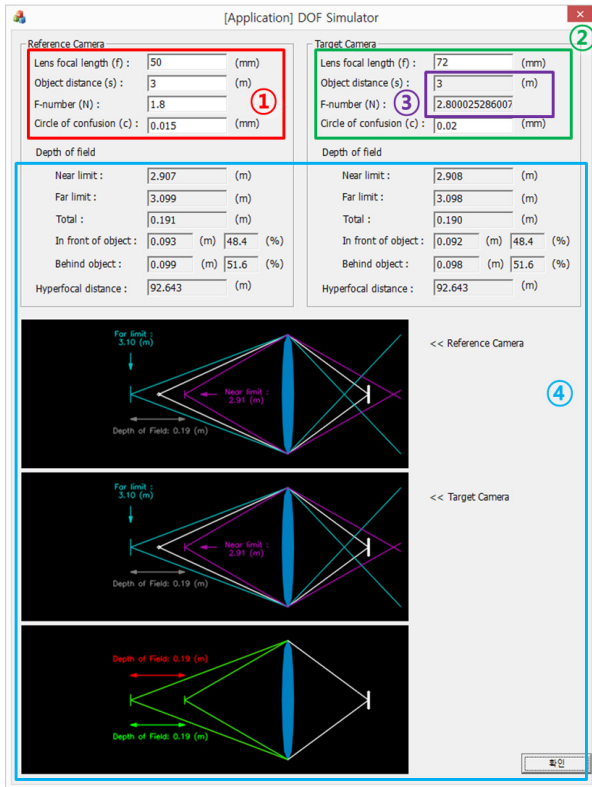 [Application] DOF Simulator
②
Reference Camera
Lens focal length (f) : 50 (mm)
Object distance (s) : 3 (m)
F-number (N) : 1.8 ①
Circle of confusion (c) : 0.015 (mm)
Depth of field
Near limit : 2.907 (m)
Far limit : 3.099 (m)
Total : 0.191 (m)
In front of object : 0.093 (m) 48.4 (%)
Behind object : 0.099 (m) 51.6 (%)
Hyperfocal distance : 92.643 (m)
Target Camera
Lens focal length (f) : 72 (mm)
Object distance (s) : 3 (m)
F-number (N) : ③ 2.800025286007
Circle of confusion (c) : 0.02 (mm)
Depth of field
Near limit : 2.908 (m)
Far limit : 3.098 (m)
Total : 0.190 (m)
In front of object : 0.092 (m) 48.4 (%)
Behind object : 0.098 (m) 51.6 (%)
Hyperfocal distance : 92.643 (m)
Far limit :
3.10 (m)
Near limit :
2.91 (m)
Depth of Field: 0.19 (m)
<< Reference Camera
④
Far limit :
3.10 (m)
Near limit :
2.91 (m)
Depth of Field: 0.19 (m)
<< Target Camera
Depth of Field: 0.19 (m)
Depth of Field: 0.19 (m)
확인